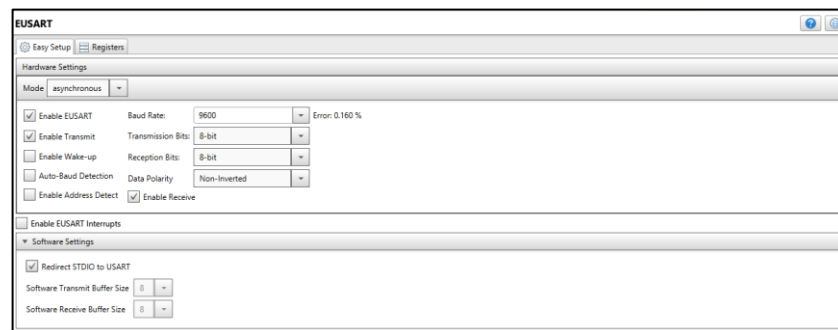 EUSART
Easy Setup Registers
Hardware Settings
Mode asynchronous
Enable EUSART Baud Rate: 9600 Error: 0.160 %
Enable Transmit Transmission Bits: 8-bit
Enable Wake-up Reception Bits: 8-bit
Auto-Baud Detection Data Polarity Non-Inverted
Enable Address Detect Enable Receive
Enable EUSART Interrupts
Software Settings
Redirect STDIO to USART
Software Transmit Buffer Size 8
Software Receive Buffer Size 8